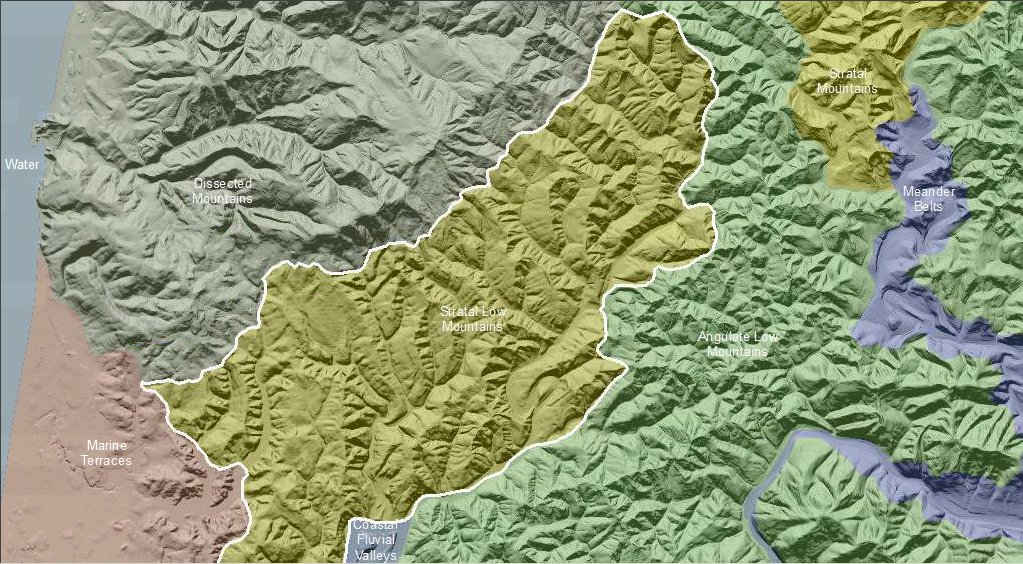 Stratal
Mountains
Water
Dissected
Mountains
Meander
Belts
Stratal Low
Mountains
Angulate Low
Mountains
Marine
Terraces
Coastal
Fluvial
Valleys